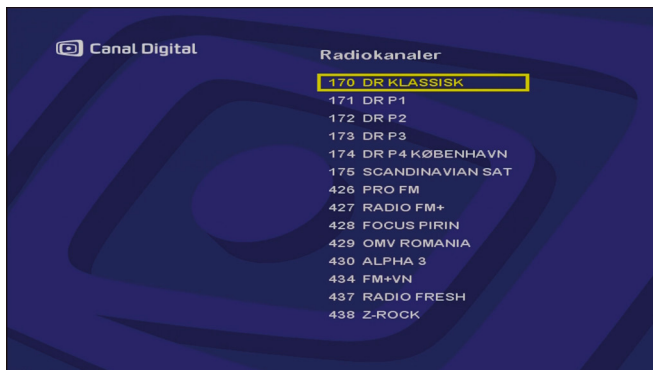 Canal Digital
Radiokanaler
170 DR KLASSISK
171 DR P1
172 DR P2
173 DR P3
174 DR P4 KØBENHAVN
175 SCANDINAVIAN SAT
426 PRO FM
427 RADIO FM+
428 FOCUS PIRIN
429 OMV ROMANIA
430 ALPHA 3
434 FM+VN
437 RADIO FRESH
438 Z-ROCK